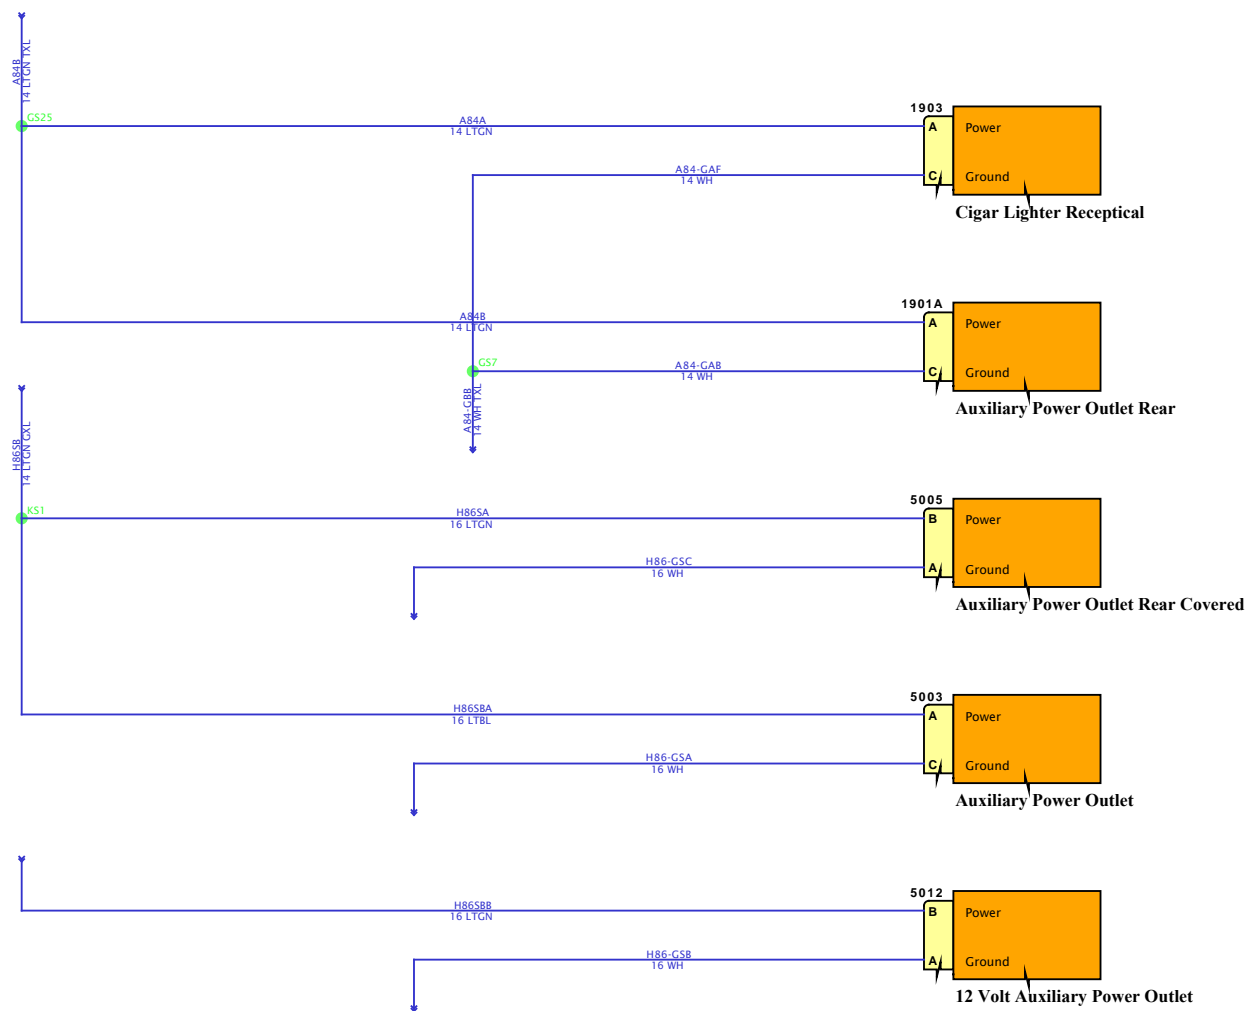 A84B
14 LTGN TXL
GS25
A84A
14 LTGN
1903
A
Power
A84-GAF
14 WH
C
Ground
Cigar Lighter Receptical
A84B
14 LTGN
1901A
A
Power
GS7
A84-GAB
14 WH
C
Ground
Auxiliary Power Outlet Rear
A84-GBB
14 WH TXL
H86SB
14 LTGN GXL
KS1
H86SA
16 LTGN
5005
B
Power
H86-GSC
16 WH
A
Ground
Auxiliary Power Outlet Rear Covered
H86SBA
16 LTBL
5003
A
Power
H86-GSA
16 WH
C
Ground
Auxiliary Power Outlet
H86SBB
16 LTGN
5012
B
Power
H86-GSB
16 WH
A
Ground
12 Volt Auxiliary Power Outlet